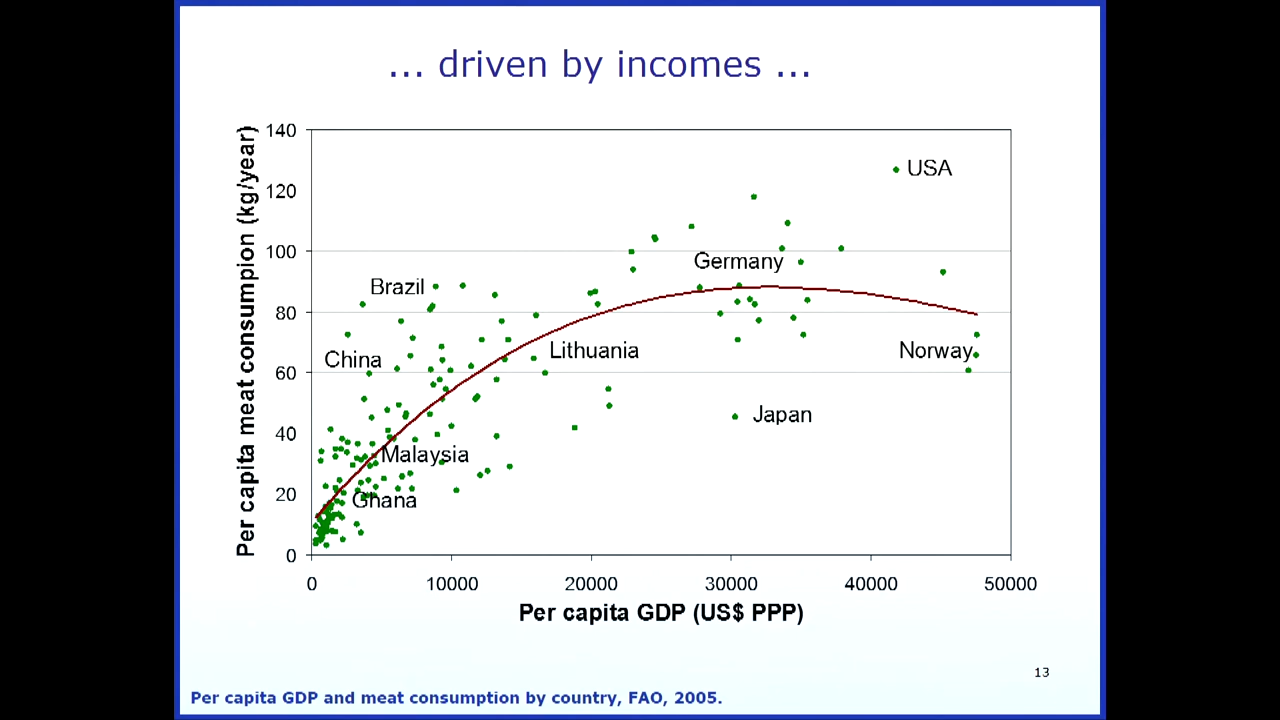 ... driven by incomes ...
Per capita meat consumpion (kg/year)
140
120
100
80
60
40
20
0
USA
Germany
Brazil
China
Lithuania
Norway
Japan
Malaysia
Ghana
0 10000 20000 30000 40000 50000
Per capita GDP (US$ PPP)
13
Per capita GDP and meat consumption by country, FAO, 2005.